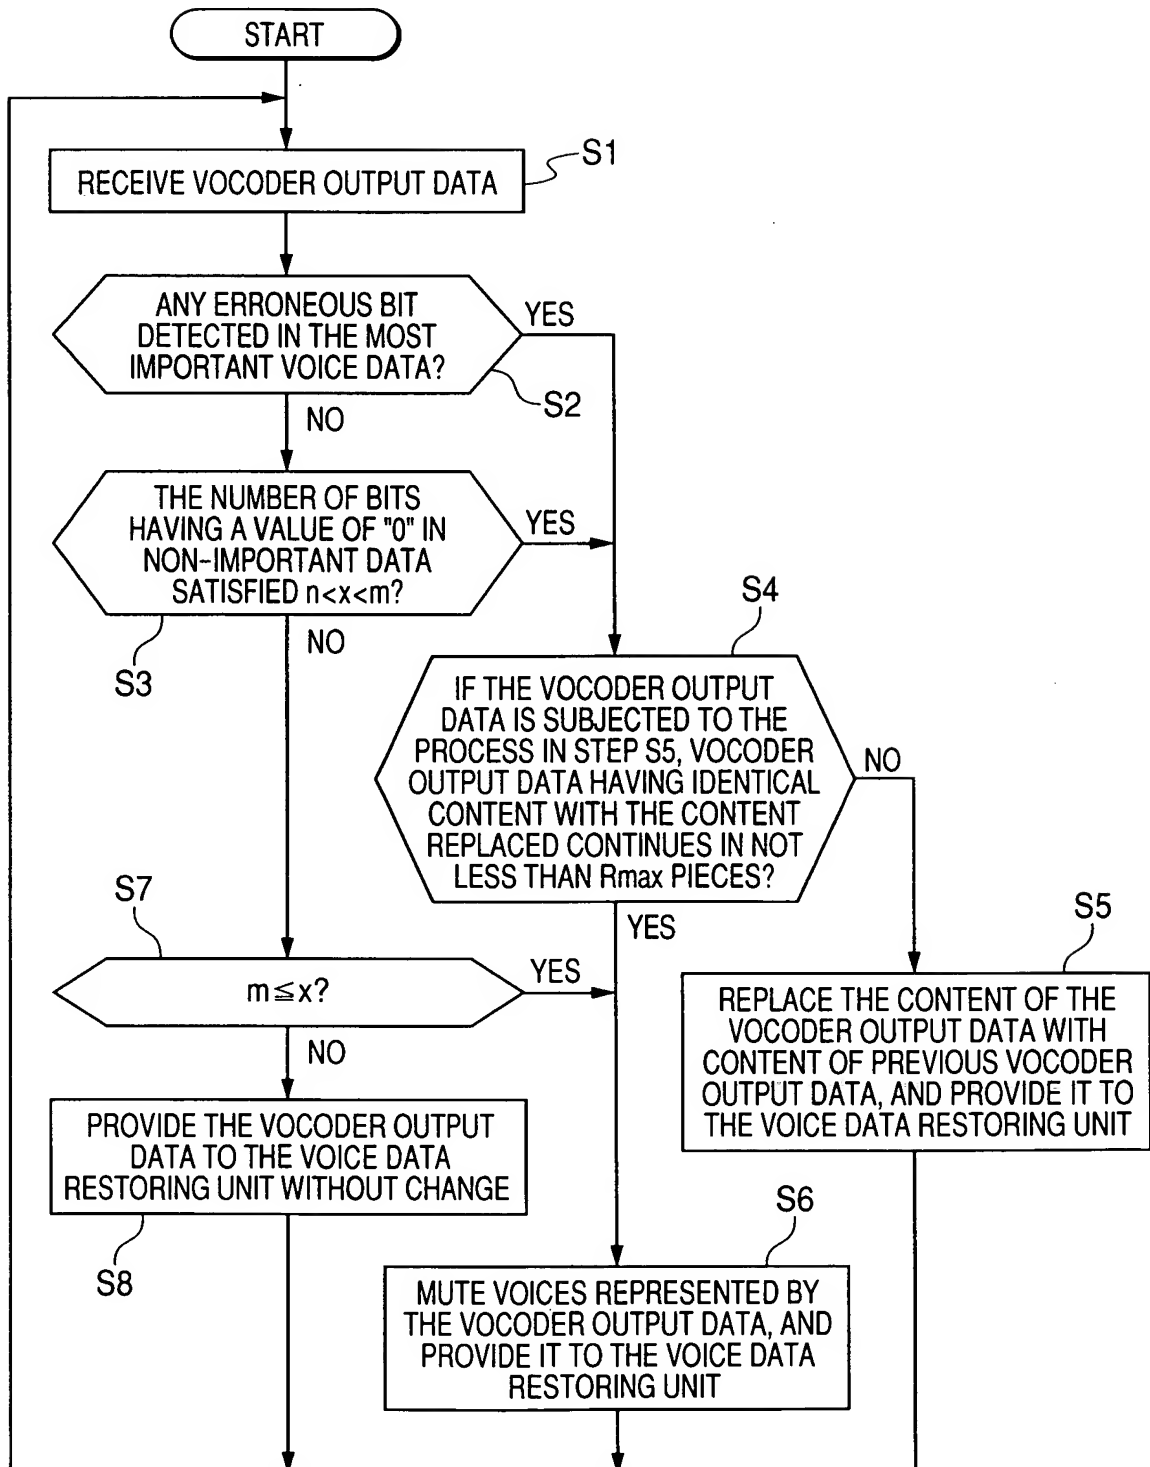 START
RECEIVE VOCODER OUTPUT DATA
S1
ANY ERRONEOUS BIT
DETECTED IN THE MOST
IMPORTANT VOICE DATA?
YES
S2
NO
THE NUMBER OF BITS
HAVING A VALUE OF "0" IN
NON-IMPORTANT DATA
SATISFIED n<x<m?
YES
S3
NO
S4
IF THE VOCODER OUTPUT
DATA IS SUBJECTED TO THE
PROCESS IN STEP S5, VOCODER
OUTPUT DATA HAVING IDENTICAL
CONTENT WITH THE CONTENT
REPLACED CONTINUES IN NOT
LESS THAN Rmax PIECES?
NO
YES
S7
m≦x?
YES
NO
S5
REPLACE THE CONTENT OF THE
VOCODER OUTPUT DATA WITH
CONTENT OF PREVIOUS VOCODER
OUTPUT DATA, AND PROVIDE IT TO
THE VOICE DATA RESTORING UNIT
PROVIDE THE VOCODER OUTPUT
DATA TO THE VOICE DATA
RESTORING UNIT WITHOUT CHANGE
S8
S6
MUTE VOICES REPRESENTED BY
THE VOCODER OUTPUT DATA, AND
PROVIDE IT TO THE VOICE DATA
RESTORING UNIT